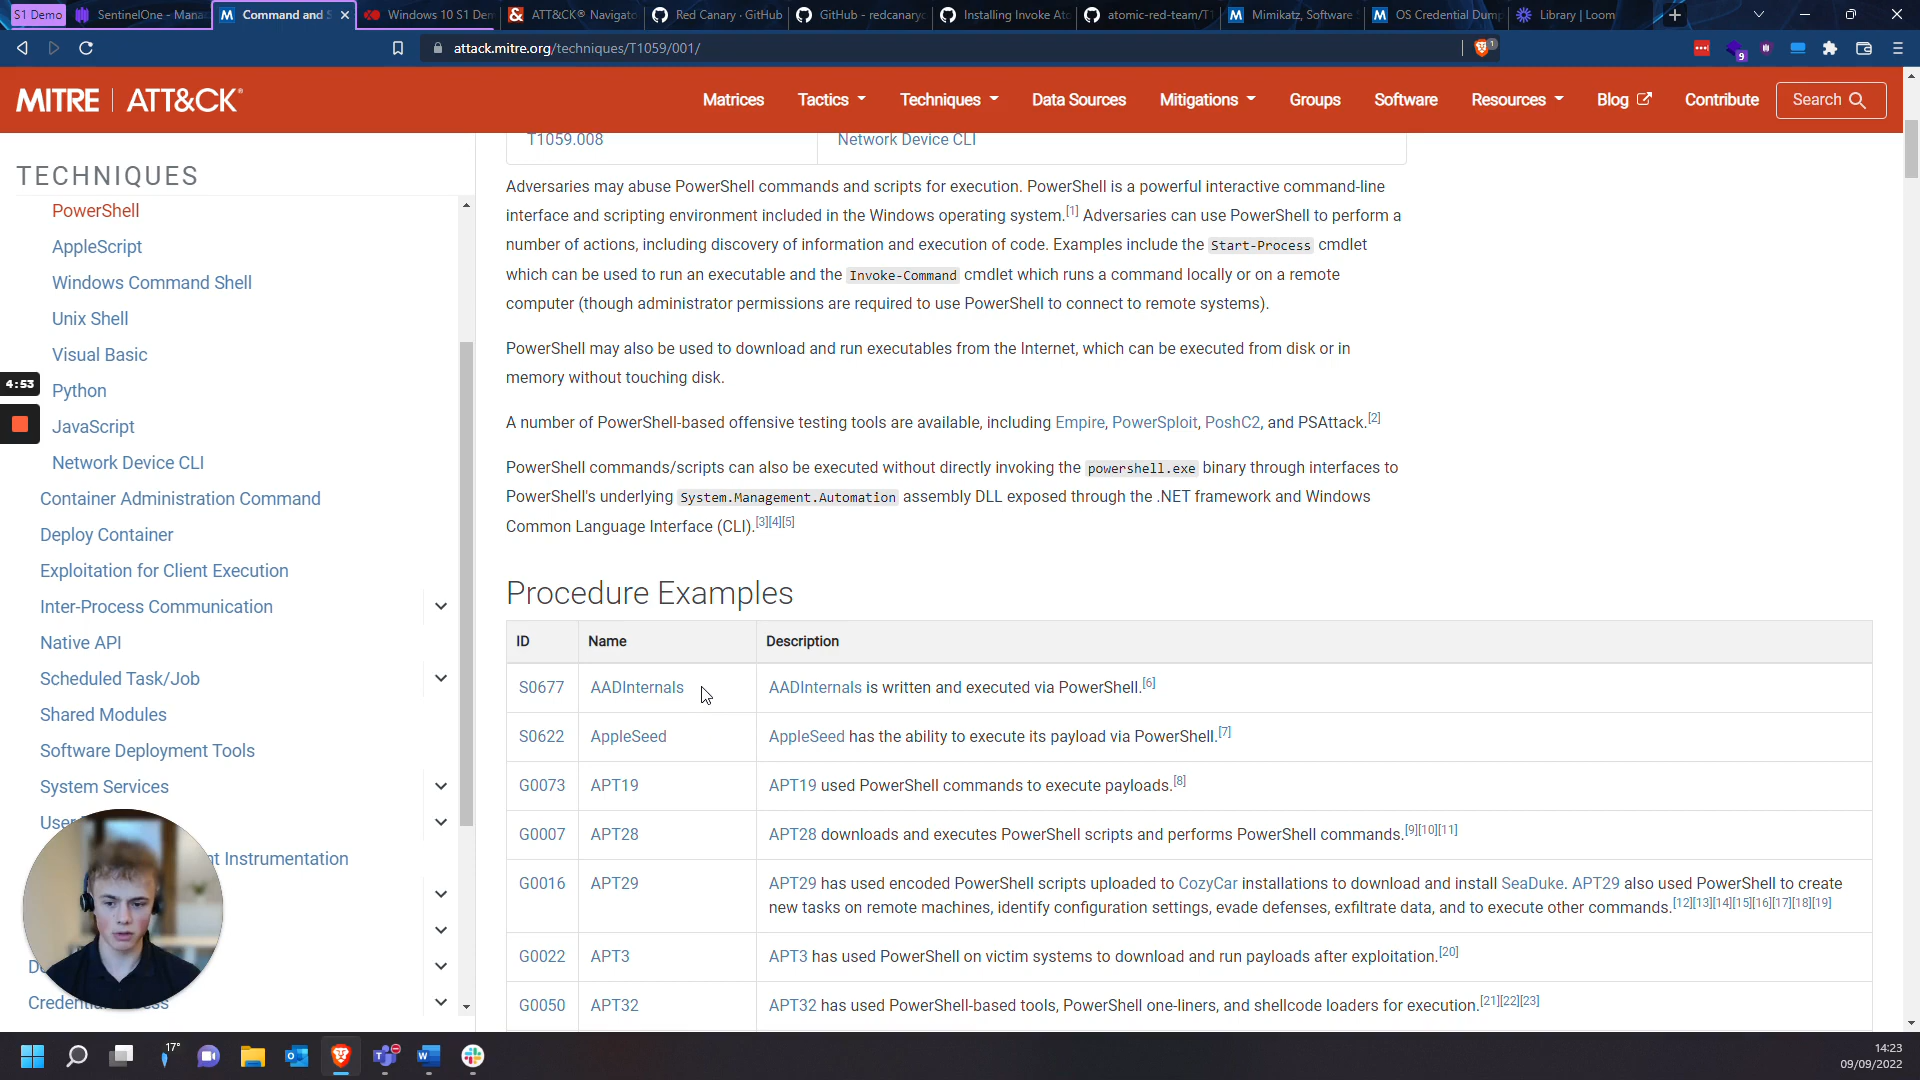 S1 Demo
SentinelOne - Mana
Command and S
Windows 10 S1 Dem
ATT&CK® Navigato
Red Canary · GitHub
GitHub - redcanaryc
Installing Invoke Ato
atomic-red-team/T1
Mimikatz, Software
OS Credential Dump
Library | Loom
attack.mitre.org/techniques/T1059/001/
1
9
MITRE | ATT&CK®
Matrices
Tactics
Techniques
Data Sources
Mitigations
Groups
Software
Resources
Blog
Contribute
Search
TECHNIQUES
PowerShell
AppleScript
Windows Command Shell
Unix Shell
Visual Basic
Python
JavaScript
Network Device CLI
Container Administration Command
Deploy Container
Exploitation for Client Execution
Inter-Process Communication
Native API
Scheduled Task/Job
Shared Modules
Software Deployment Tools
System Services
User
nt Instrumentation
4:53
T1059.008 Network Device CLI
Adversaries may abuse PowerShell commands and scripts for execution. PowerShell is a powerful interactive command-line
interface and scripting environment included in the Windows operating system.[1] Adversaries can use PowerShell to perform a
number of actions, including discovery of information and execution of code. Examples include the Start-Process cmdlet
which can be used to run an executable and the Invoke-Command cmdlet which runs a command locally or on a remote
computer (though administrator permissions are required to use PowerShell to connect to remote systems).
PowerShell may also be used to download and run executables from the Internet, which can be executed from disk or in
memory without touching disk.
A number of PowerShell-based offensive testing tools are available, including Empire, PowerSploit, PoshC2, and PSAttack.[2]
PowerShell commands/scripts can also be executed without directly invoking the powershell.exe binary through interfaces to
PowerShell's underlying System.Management.Automation assembly DLL exposed through the .NET framework and Windows
Common Language Interface (CLI).[3][4][5]
Procedure Examples
ID Name Description
S0677 AADInternals AADInternals is written and executed via PowerShell.[6]
S0622 AppleSeed AppleSeed has the ability to execute its payload via PowerShell.[7]
G0073 APT19 APT19 used PowerShell commands to execute payloads.[8]
G0007 APT28 APT28 downloads and executes PowerShell scripts and performs PowerShell commands.[9][10][11]
G0016 APT29 APT29 has used encoded PowerShell scripts uploaded to CozyCar installations to download and install SeaDuke. APT29 also used PowerShell to create
new tasks on remote machines, identify configuration settings, evade defenses, exfiltrate data, and to execute other commands.[12][13][14][15][16][17][18][19]
G0022 APT3 APT3 has used PowerShell on victim systems to download and run payloads after exploitation.[20]
G0050 APT32 APT32 has used PowerShell-based tools, PowerShell one-liners, and shellcode loaders for execution.[21][22][23]
17°
14:23
09/09/2022